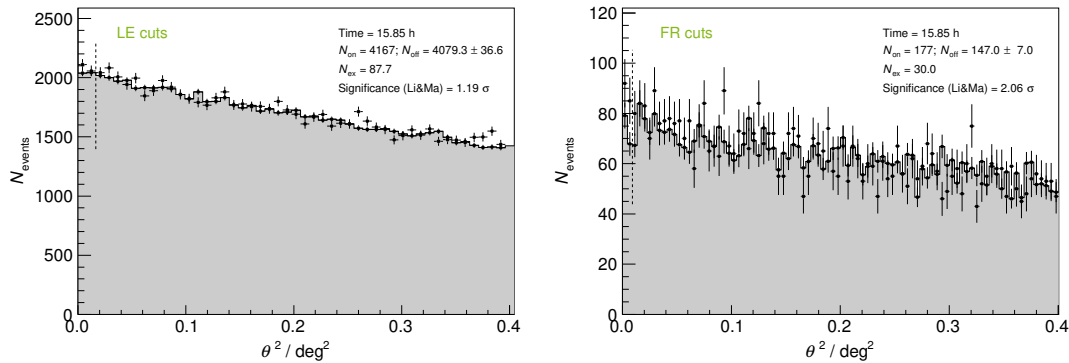 LE cuts
Time = 15.85 h
N_on = 4167; N_off = 4079.3 ± 36.6
N_ex = 87.7
Significance (Li&Ma) = 1.19 σ
2500
2000
1500
1000
500
0
N_events
0.0 0.1 0.2 0.3 0.4
θ² / deg²
FR cuts
Time = 15.85 h
N_on = 177; N_off = 147.0 ± 7.0
N_ex = 30.0
Significance (Li&Ma) = 2.06 σ
120
100
80
60
40
20
0
N_events
0.0 0.1 0.2 0.3 0.4
θ² / deg²